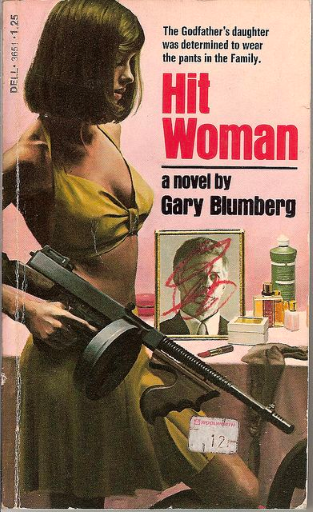 DELL • 3651 • 1.25
The Godfather's daughter
was determined to wear
the pants in the Family.
Hit
Woman
a novel by
Gary Blumberg
WOOLWORTH